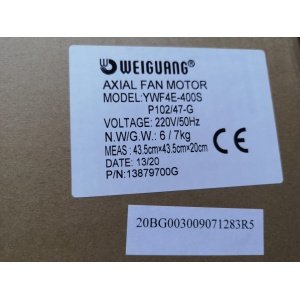 WEIGUANG®
AXIAL FAN MOTOR
MODEL:YWF4E-400S
P102/47-G
VOLTAGE: 220V/50Hz
N.W/G.W.: 6 / 7kg
MEAS : 43.5cm×43.5cm×20cm
DATE: 13/20
P/N:13879700G
20BG003009071283R5